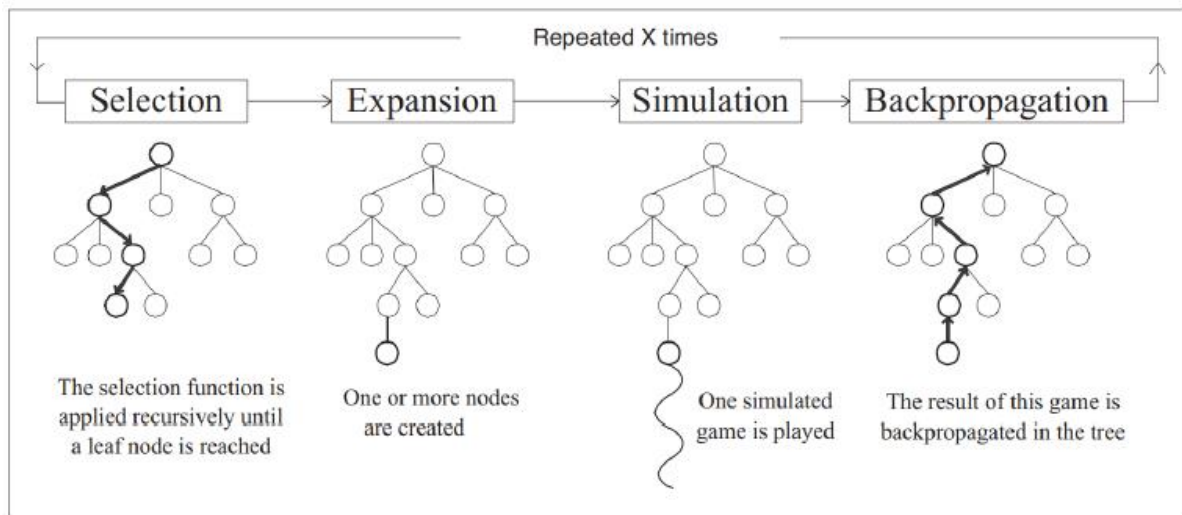 Repeated X times
Selection
Expansion
Simulation
Backpropagation
The selection function is
applied recursively until
a leaf node is reached
One or more nodes
are created
One simulated
game is played
The result of this game is
backpropagated in the tree